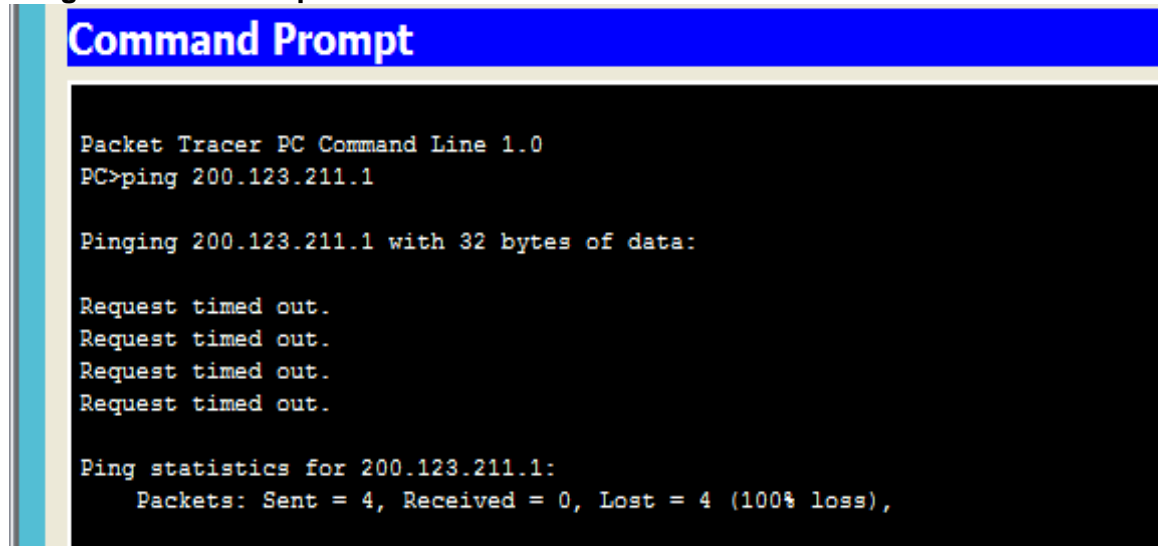 Command Prompt
Packet Tracer PC Command Line 1.0
PC>ping 200.123.211.1
Pinging 200.123.211.1 with 32 bytes of data:
Request timed out.
Request timed out.
Request timed out.
Request timed out.
Ping statistics for 200.123.211.1:
Packets: Sent = 4, Received = 0, Lost = 4 (100% loss),